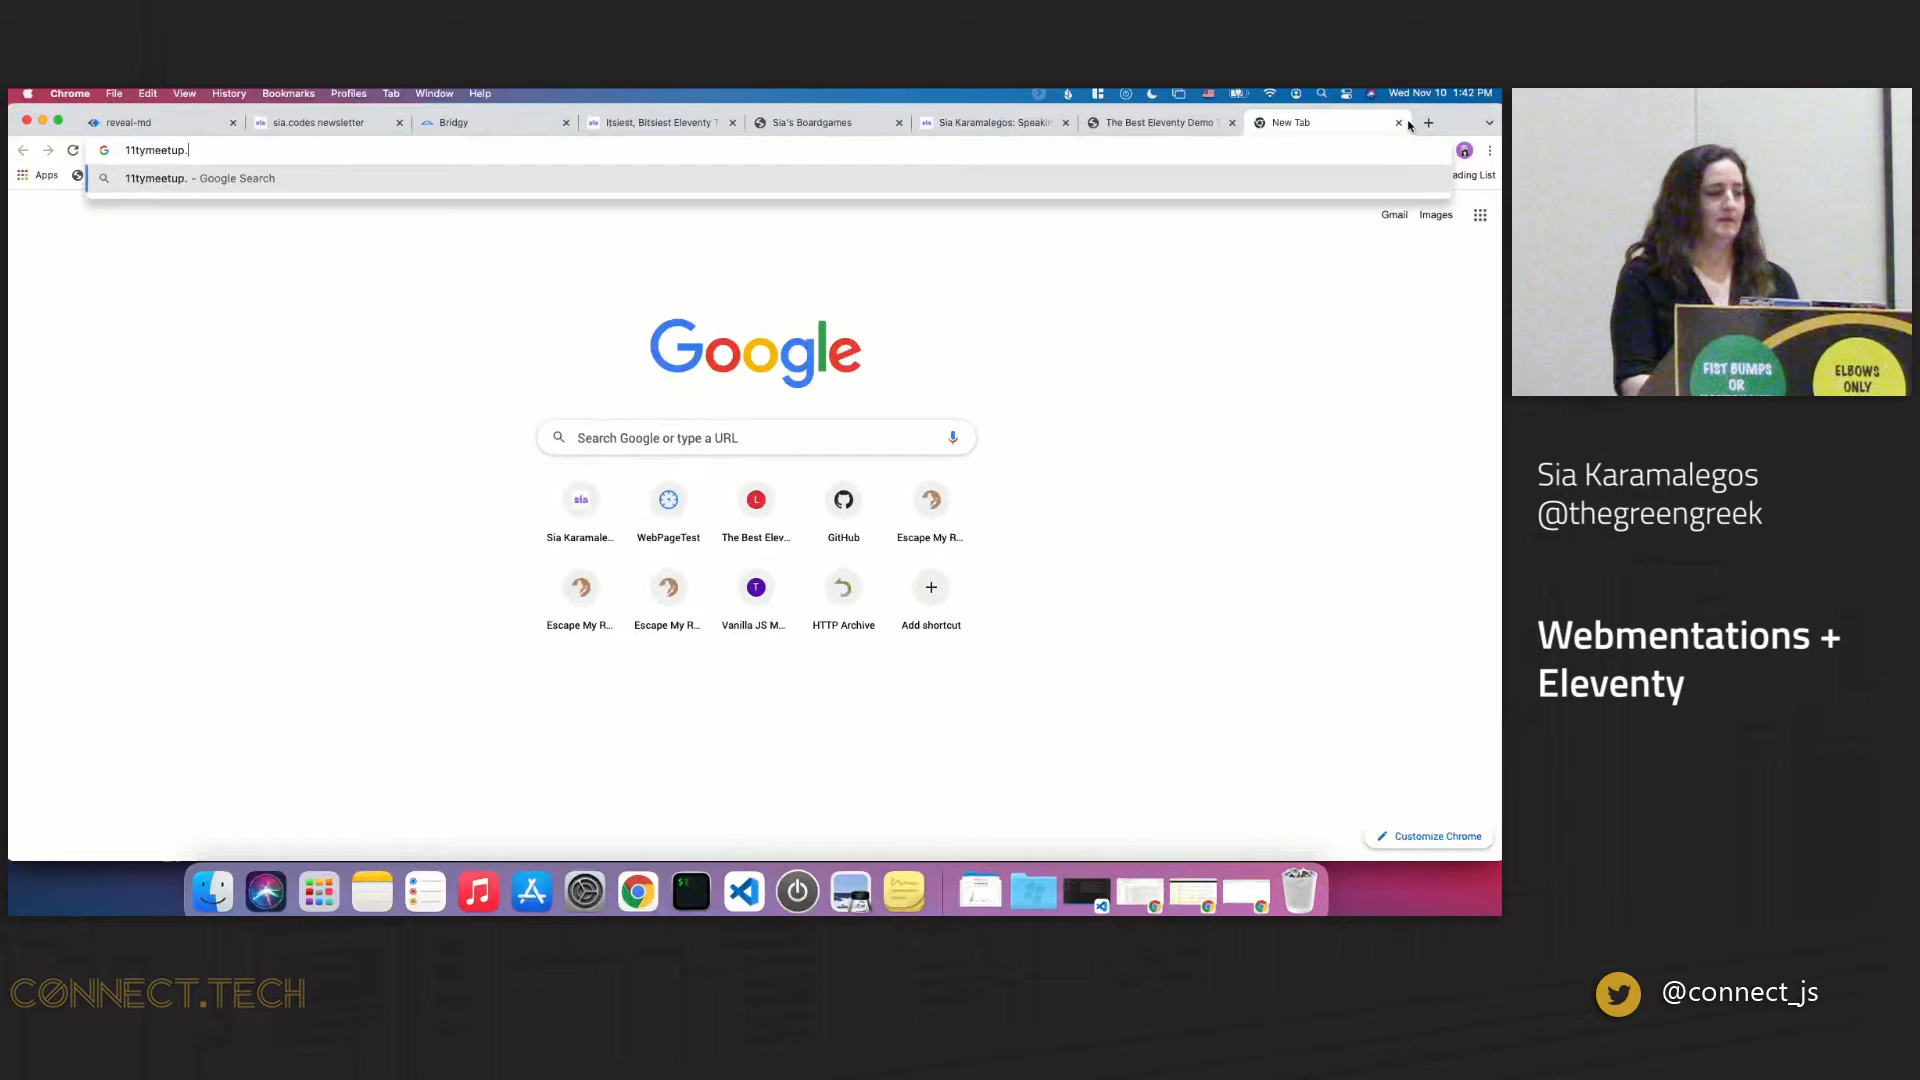 Chrome File Edit View History Bookmarks Profiles Tab Window Help
Wed Nov 10 1:42 PM
reveal-md
sia.codes newsletter
Bridgy
Itsiest, Bitsiest Eleventy T
Sia's Boardgames
Sia Karamalegos: Speakin
The Best Eleventy Demo
New Tab
11tymeetup.
Apps
11tymeetup. - Google Search
ading List
Gmail Images
Google
Search Google or type a URL
sia
L
Sia Karamale...
WebPageTest
The Best Elev...
GitHub
Escape My R...
T
Escape My R...
Escape My R...
Vanilla JS M...
HTTP Archive
Add shortcut
Customize Chrome
FIST BUMPS
OR
ELBOWS
ONLY
Sia Karamalegos
@thegreengreek
Webmentations +
Eleventy
CONNECT.TECH
@connect_js